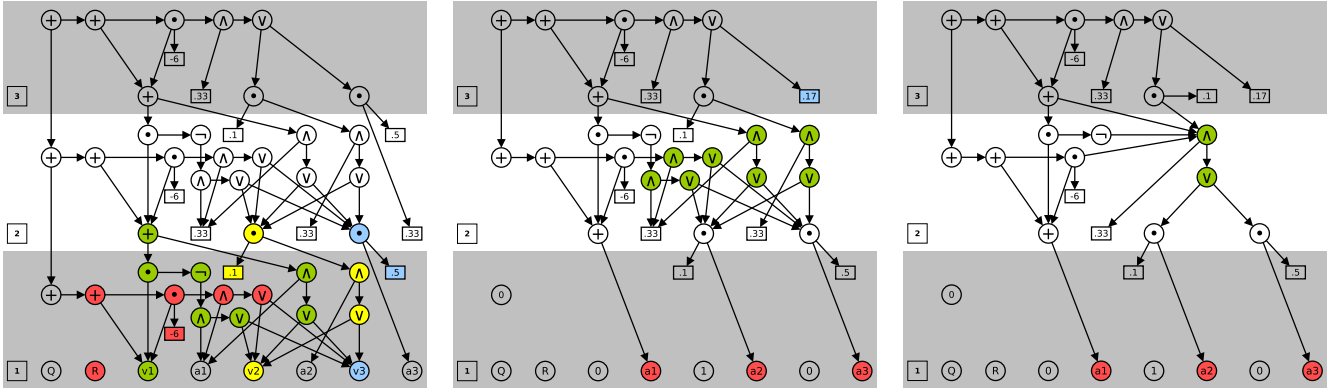 + + • ∧ ∨
-6
3 + .33 • •
• ¬ .1 ∧ ∧ .5
+ + • ∧ ∨
-6 ∧ ∨ ∨ ∨
2 + .33 • .33 • .33
• ¬ .1 ∧ ∧ .5
+ + • ∧ ∨
-6 ∧ ∨ ∨ ∨
1 Q R v1 a1 v2 a2 v3 a3
+ + • ∧ ∨
-6
3 + .33 • .17
• ¬ .1 ∧ ∧
+ + • ∧ ∨
-6 ∧ ∨ ∨ ∨
2 + .33 • .33 •
.1 .5
0
1 Q R 0 a1 1 a2 0 a3
+ + • ∧ ∨
-6
3 + .33 • .1 .17
• ¬ ∧
+ + •
-6 ∨
2 + .33 • •
.1 .5
0
1 Q R 0 a1 1 a2 0 a3